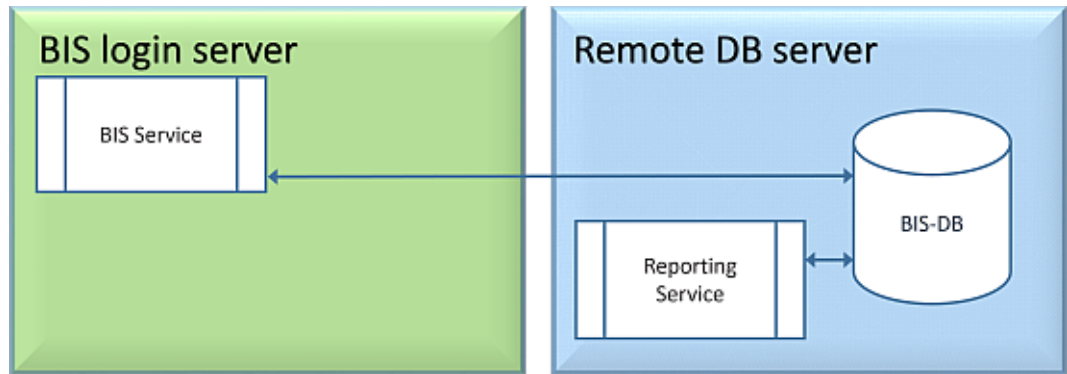 BIS login server
BIS Service
Remote DB server
BIS-DB
Reporting
Service